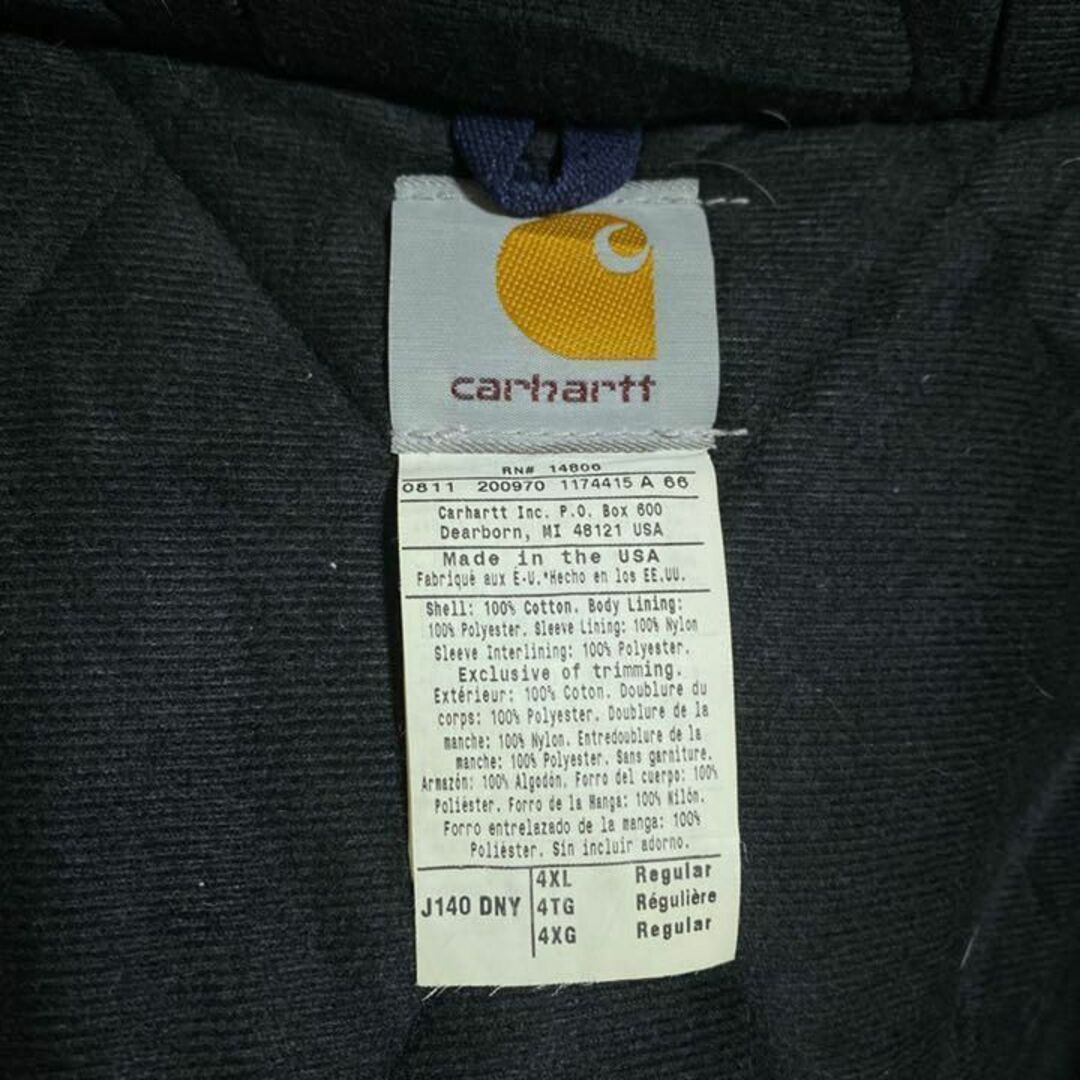 carhartt
RN# 14806
0811 200970 1174415 A 66
Carhartt Inc. P.O. Box 600
Dearborn, MI 48121 USA
Made in the USA
Fabriqué aux E-U.*Hecho en los EE.UU.
Shell: 100% Cotton. Body Lining:
100% Polyester. Sleeve Lining: 100% Nylon
Sleeve Interlining: 100% Polyester.
Exclusive of trimming.
Extérieur: 100% Coton. Doublure du
corps: 100% Polyester. Doublure de la
manche: 100% Nylon. Entredoublure de la
manche: 100% Polyester. Sans garniture.
Armazón: 100% Algodón. Forro del cuerpo: 100%
Poliéster. Forro de la Manga: 100% Nilón.
Forro entrelazado de la manga: 100%
Poliéster. Sin incluir adorno.
4XL Regular
J140 DNY 4TG Régulière
4XG Regular